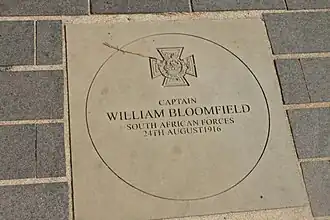 CAPTAIN
WILLIAM BLOOMFIELD
SOUTH AFRICAN FORCES
24TH AUGUST 1916